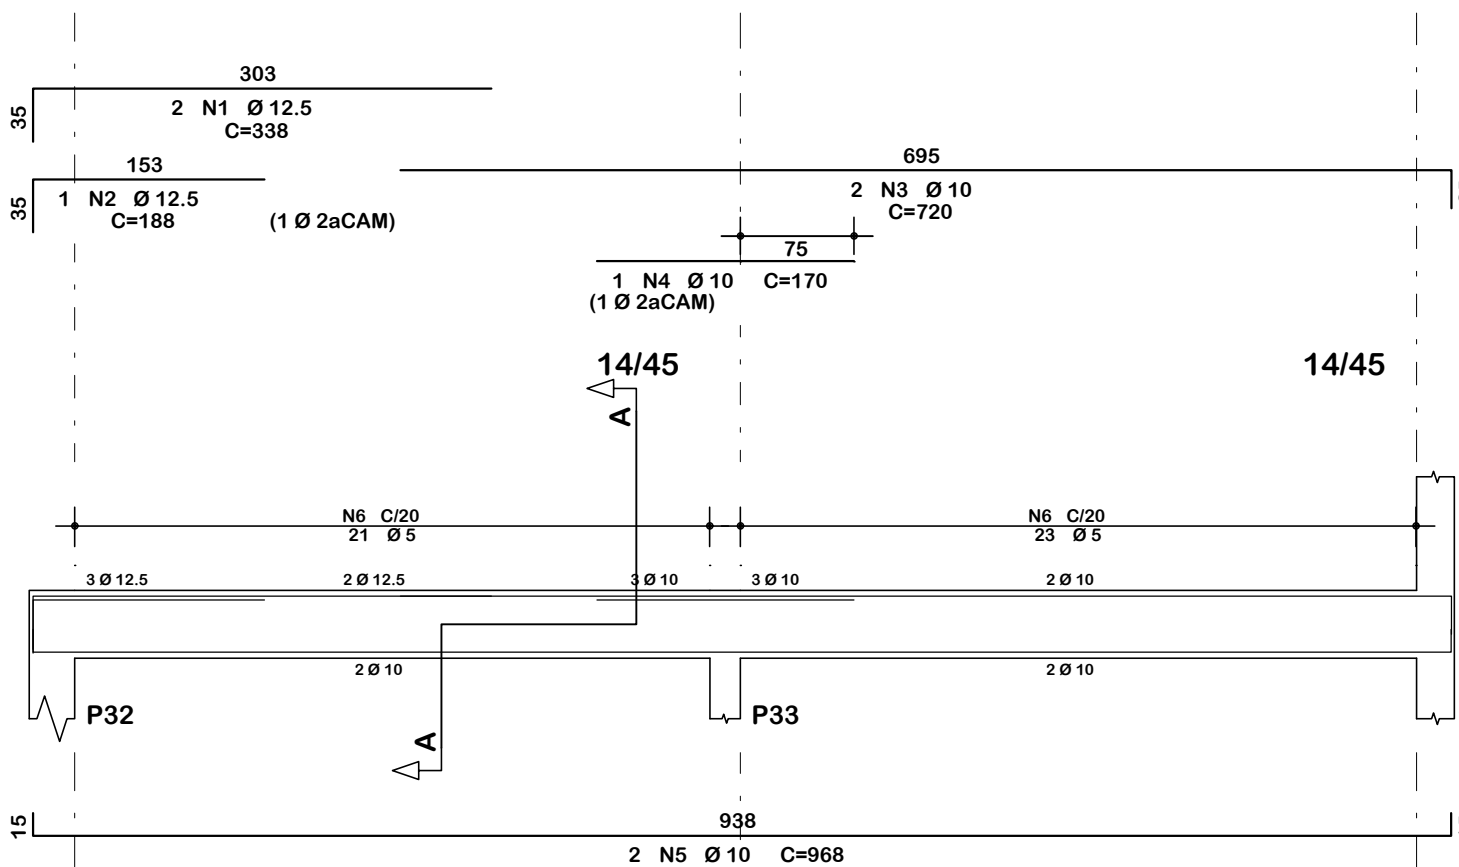 303
35
2 N1 Ø 12.5
C=338
153
695
35
1 N2 Ø 12.5
C=188
(1 Ø 2aCAM)
2 N3 Ø 10
C=720
75
1 N4 Ø 10 C=170
(1 Ø 2aCAM)
14/45
14/45
A
N6 C/20
21 Ø 5
N6 C/20
23 Ø 5
3 Ø 12.5
2 Ø 12.5
3 Ø 10
3 Ø 10
2 Ø 10
2 Ø 10
2 Ø 10
P32
P33
A
15
938
2 N5 Ø 10 C=968